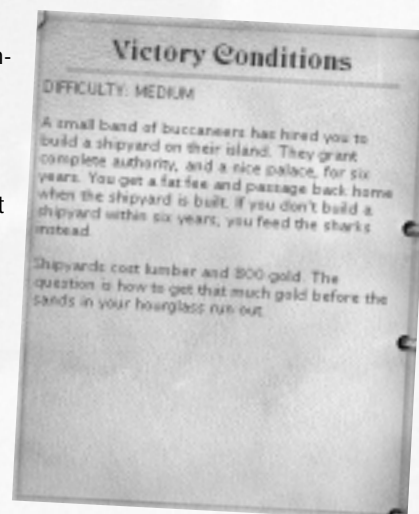 n-
t
Victory Conditions
DIFFICULTY: MEDIUM
A small band of buccaneers has hired you to
build a shipyard on their island. They grant
complete authority, and a nice palace, for six
years. You get a fat fee and passage back home
when the shipyard is built. If you don't build a
shipyard within six years, you feed the sharks
instead.
Shipyards cost lumber and 800 gold. The
question is how to get that much gold before the
sands in your hourglass run out.